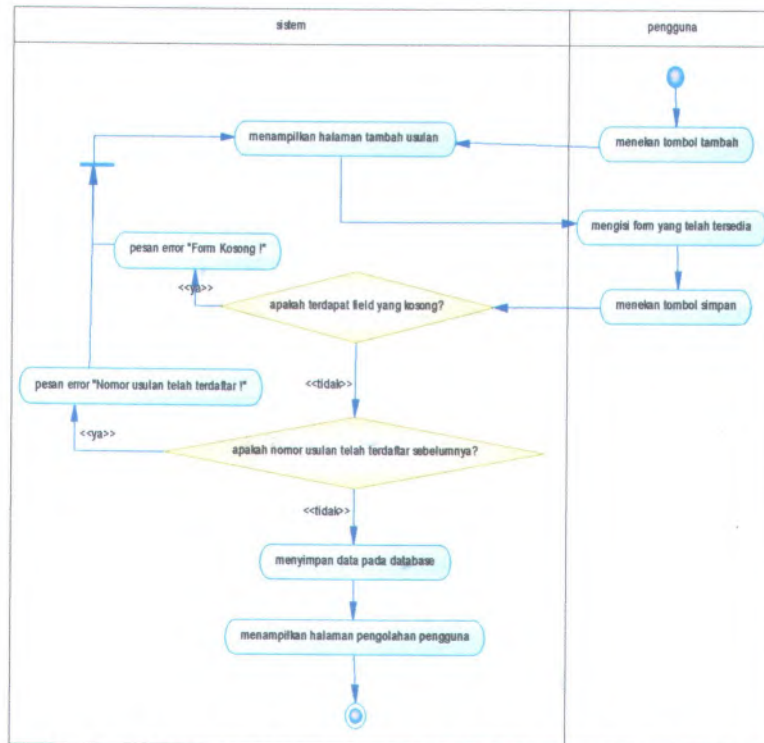 sistem
pengguna
menampilkan halaman tambah usulan
menekan tombol tambah
mengisi form yang telah tersedia
pesan error "Form Kosong !"
<<ya>>
apakah terdapat field yang kosong?
menekan tombol simpan
pesan error "Nomor usulan telah terdaftar !"
<<tidak>>
<<ya>>
apakah nomor usulan telah terdaftar sebelumnya?
<<tidak>>
menyimpan data pada database
menampilkan halaman pengolahan pengguna